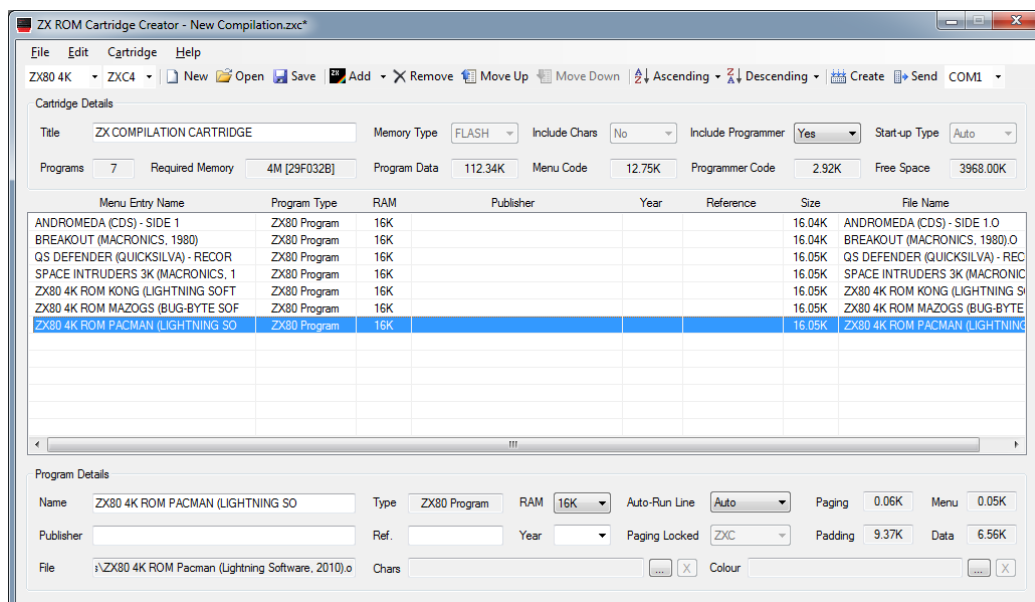 ZX ROM Cartridge Creator - New Compilation.zxc*
File Edit Cartridge Help
ZX80 4K ZXC4 New Open Save Add Remove Move Up Move Down Ascending Descending Create Send COM1
Cartridge Details
Title ZX COMPILATION CARTRIDGE Memory Type FLASH Include Chars No Include Programmer Yes Start-up Type Auto
Programs 7 Required Memory 4M [29F032B] Program Data 112.34K Menu Code 12.75K Programmer Code 2.92K Free Space 3968.00K
Menu Entry Name Program Type RAM Publisher Year Reference Size File Name
ANDROMEDA (CDS) - SIDE 1 ZX80 Program 16K 16.04K ANDROMEDA (CDS) - SIDE 1.O
BREAKOUT (MACRONICS, 1980) ZX80 Program 16K 16.04K BREAKOUT (MACRONICS, 1980).O
QS DEFENDER (QUICKSILVA) - RECOR ZX80 Program 16K 16.05K QS DEFENDER (QUICKSILVA) - REC
SPACE INTRUDERS 3K (MACRONICS, 1 ZX80 Program 16K 16.05K SPACE INTRUDERS 3K (MACRONIC
ZX80 4K ROM KONG (LIGHTNING SOFT ZX80 Program 16K 16.05K ZX80 4K ROM KONG (LIGHTNING S
ZX80 4K ROM MAZOGS (BUG-BYTE SOF ZX80 Program 16K 16.05K ZX80 4K ROM MAZOGS (BUG-BYTE
ZX80 4K ROM PACMAN (LIGHTNING SO ZX80 Program 16K 16.05K ZX80 4K ROM PACMAN (LIGHTNING
Program Details
Name ZX80 4K ROM PACMAN (LIGHTNING SO Type ZX80 Program RAM 16K Auto-Run Line Auto Paging 0.06K Menu 0.05K
Publisher Ref. Year Paging Locked ZXC Padding 9.37K Data 6.56K
File :\ZX80 4K ROM Pacman (Lightning Software, 2010).o Chars ... X Colour ... X